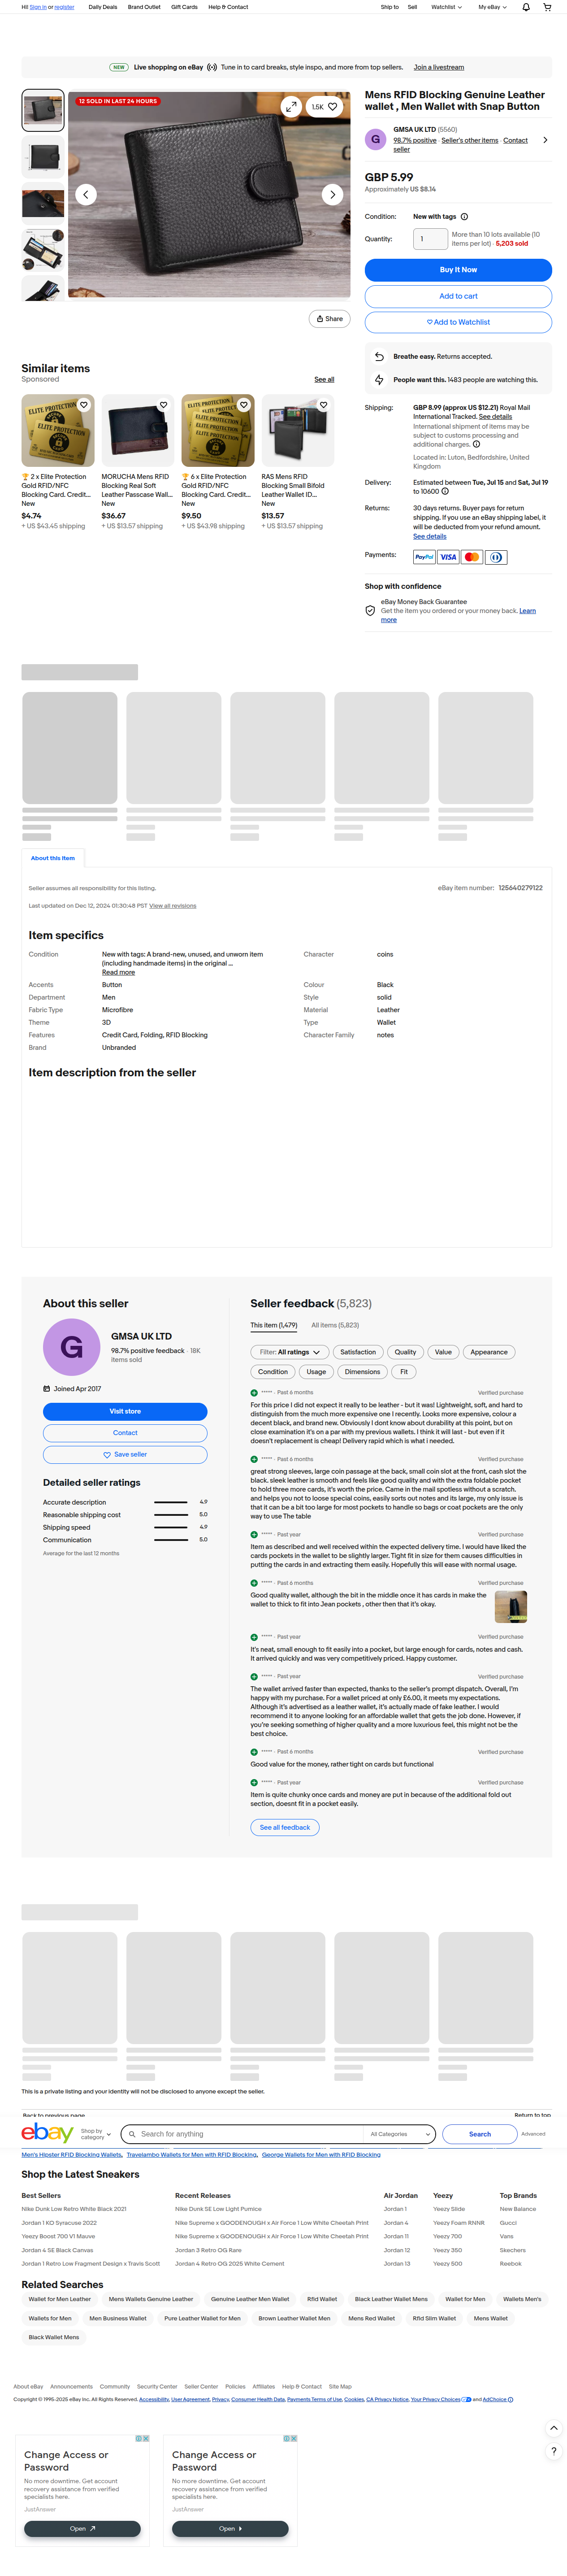 Hi! Sign in or register
Daily Deals
Brand Outlet
Gift Cards
Help & Contact
Ship to
Sell
Watchlist
My eBay
NEW
Live shopping on eBay
Tune in to card breaks, style inspo, and more from top sellers.
Join a livestream
12 SOLD IN LAST 24 HOURS
1.5K
Share
Mens RFID Blocking Genuine Leather
wallet , Men Wallet with Snap Button
G
GMSA UK LTD (5560)
98.7% positive · Seller's other items · Contact
seller
GBP 5.99
Approximately US $8.14
Condition:
New with tags
Quantity:
1
More than 10 lots available (10
items per lot) · 5,203 sold
Buy It Now
Add to cart
Add to Watchlist
Breathe easy. Returns accepted.
People want this. 1483 people are watching this.
Shipping:
GBP 8.99 (approx US $12.21) Royal Mail
International Tracked. See details
International shipment of items may be
subject to customs processing and
additional charges.
Located in: Luton, Bedfordshire, United
Kingdom
Delivery:
Estimated between Tue, Jul 15 and Sat, Jul 19
to 10600
Returns:
30 days returns. Buyer pays for return
shipping. If you use an eBay shipping label, it
will be deducted from your refund amount.
See details
Payments:
PayPal
VISA
Shop with confidence
eBay Money Back Guarantee
Get the item you ordered or your money back. Learn
more
Similar items
Sponsored
See all
🏆 2 x Elite Protection
Gold RFID/NFC
Blocking Card. Credit...
New
$4.74
+ US $43.45 shipping
MORUCHA Mens RFID
Blocking Real Soft
Leather Passcase Wall...
New
$36.67
+ US $13.57 shipping
🏆 6 x Elite Protection
Gold RFID/NFC
Blocking Card. Credit...
New
$9.50
+ US $43.98 shipping
RAS Mens RFID
Blocking Small Bifold
Leather Wallet ID...
New
$13.57
+ US $13.57 shipping
About this item
Seller assumes all responsibility for this listing.
eBay item number: 125640279122
Last updated on Dec 12, 2024 01:30:48 PST View all revisions
Item specifics
Condition
New with tags: A brand-new, unused, and unworn item
(including handmade items) in the original ...
Read more
Character
coins
Accents
Button
Colour
Black
Department
Men
Style
solid
Fabric Type
Microfibre
Material
Leather
Theme
3D
Type
Wallet
Features
Credit Card, Folding, RFID Blocking
Character Family
notes
Brand
Unbranded
Item description from the seller
About this seller
G
GMSA UK LTD
98.7% positive feedback · 18K
items sold
Joined Apr 2017
Visit store
Contact
Save seller
Detailed seller ratings
Accurate description
4.9
Reasonable shipping cost
5.0
Shipping speed
4.9
Communication
5.0
Average for the last 12 months
Seller feedback (5,823)
This item (1,479)
All items (5,823)
Filter: All ratings
Satisfaction
Quality
Value
Appearance
Condition
Usage
Dimensions
Fit
***** · Past 6 months
Verified purchase
For this price I did not expect it really to be leather - but it was! Lightweight, soft, and hard to
distinguish from the much more expensive one I recently. Looks more expensive, colour a
decent black, and brand new. Obviously I dont know about durability at this point, but on
close examination it's on a par with my previous wallets. I think it will last - but even if it
doesn't replacement is cheap! Delivery rapid which is what i needed.
***** · Past 6 months
Verified purchase
great strong sleeves, large coin passage at the back, small coin slot at the front, cash slot the
black. sleek leather is smooth and feels like good quality and with the extra foldable pocket
to hold three more cards, it's worth the price. Came in the mail spotless without a scratch.
and helps you not to loose special coins, easily sorts out notes and its large, my only issue is
that it can be a bit too large for most pockets to handle so bags or coat pockets are the only
way to use The table
***** · Past year
Verified purchase
Item as described and well received within the expected delivery time. I would have liked the
cards pockets in the wallet to be slightly larger. Tight fit in size for them causes difficulties in
putting the cards in and extracting them easily. Hopefully this will ease with more usage.
***** · Past 6 months
Verified purchase
Good quality wallet, although the bit in the middle once it has cards in make the
wallet to thick to fit into Jean pockets , other then that it's okay.
***** · Past year
Verified purchase
It's neat, small enough to fit easily into a pocket, but large enough for cards, notes and cash.
It arrived quickly and was very competitively priced. Happy customer.
***** · Past year
Verified purchase
The wallet arrived faster than expected, thanks to the seller's prompt dispatch. Overall, I'm
happy with my purchase. For a wallet priced at only £6.00, it meets my expectations.
Although it's advertised as a leather wallet, it's actually made of fake leather. I would
recommend it to anyone looking for an affordable wallet that gets the job done. However, if
you're seeking something of higher quality and a more luxurious feel, this might not be the
best choice.
***** · Past 6 months
Verified purchase
Good value for the money, rather tight on cards but functional
***** · Past year
Verified purchase
Item is quite chunky once cards and money are put in because of the additional fold out
section, doesnt fit in a pocket easily.
See all feedback
This is a private listing and your identity will not be disclosed to anyone except the seller.
Back to previous page
Return to top
ebay
Shop by
category
Search for anything
All Categories
Search
Advanced
Men's Hipster RFID Blocking Wallets,
Travelambo Wallets for Men with RFID Blocking,
George Wallets for Men with RFID Blocking
Shop the Latest Sneakers
Best Sellers
Recent Releases
Air Jordan
Yeezy
Top Brands
Nike Dunk Low Retro White Black 2021
Nike Dunk SE Low Light Pumice
Jordan 1
Yeezy Slide
New Balance
Jordan 1 KO Syracuse 2022
Nike Supreme x GOODENOUGH x Air Force 1 Low White Cheetah Print
Jordan 4
Yeezy Foam RNNR
Gucci
Yeezy Boost 700 V1 Mauve
Nike Supreme x GOODENOUGH x Air Force 1 Low White Cheetah Print
Jordan 11
Yeezy 700
Vans
Jordan 4 SE Black Canvas
Jordan 3 Retro OG Rare
Jordan 12
Yeezy 350
Skechers
Jordan 1 Retro Low Fragment Design x Travis Scott
Jordan 4 Retro OG 2025 White Cement
Jordan 13
Yeezy 500
Reebok
Related Searches
Wallet for Men Leather
Mens Wallets Genuine Leather
Genuine Leather Men Wallet
Rfid Wallet
Black Leather Wallet Mens
Wallet for Men
Wallets Men's
Wallets for Men
Men Business Wallet
Pure Leather Wallet for Men
Brown Leather Wallet Men
Mens Red Wallet
Rfid Slim Wallet
Mens Wallet
Black Wallet Mens
About eBay
Announcements
Community
Security Center
Seller Center
Policies
Affiliates
Help & Contact
Site Map
Copyright © 1995-2025 eBay Inc. All Rights Reserved. Accessibility, User Agreement, Privacy, Consumer Health Data, Payments Terms of Use, Cookies, CA Privacy Notice, Your Privacy Choices and AdChoice
Change Access or
Password
No more downtime. Get account
recovery assistance from verified
specialists here.
JustAnswer
Open
Change Access or
Password
No more downtime. Get account
recovery assistance from verified
specialists here.
JustAnswer
Open